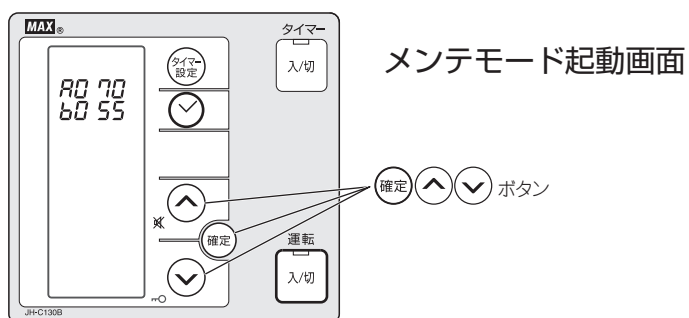 MAX®
タイマー
タイマー
設定
入/切
メンテモード起動画面
A0 70
b0 55
確定 ボタン
確定
運転
入/切
JH-C130B